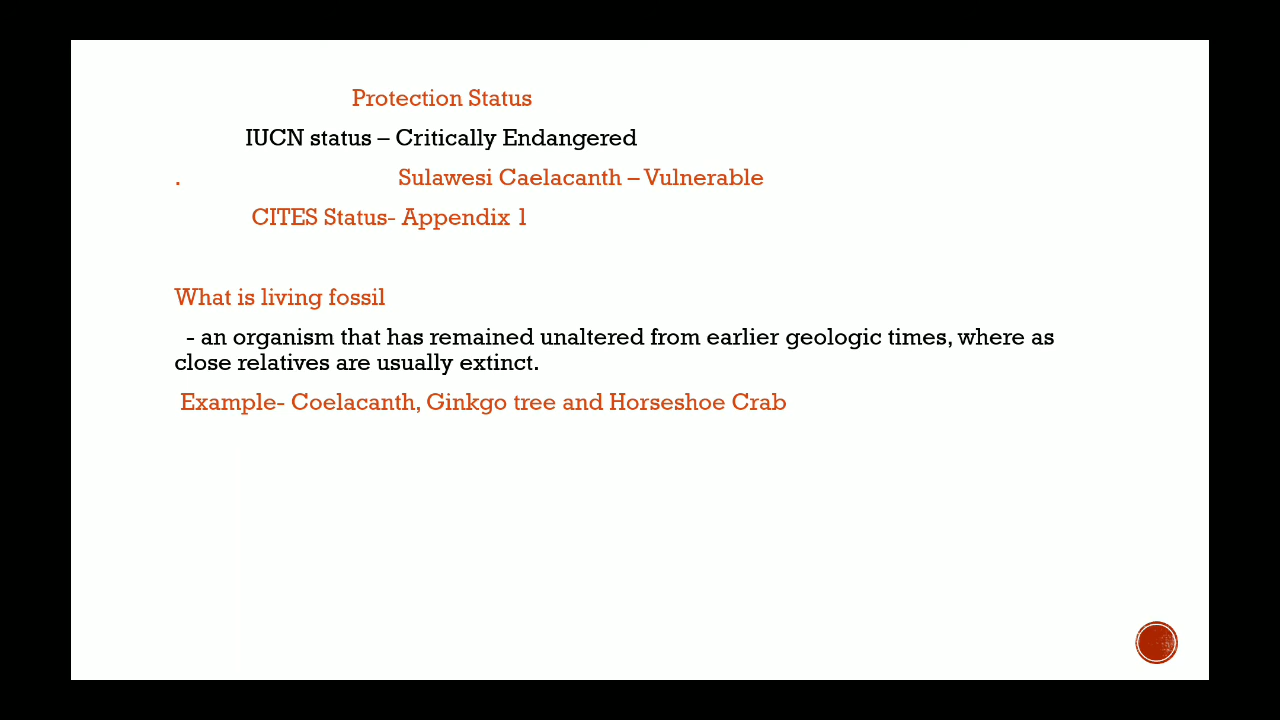 Protection Status
IUCN status – Critically Endangered
. Sulawesi Caelacanth – Vulnerable
CITES Status- Appendix 1
What is living fossil
- an organism that has remained unaltered from earlier geologic times, where as
close relatives are usually extinct.
Example- Coelacanth, Ginkgo tree and Horseshoe Crab